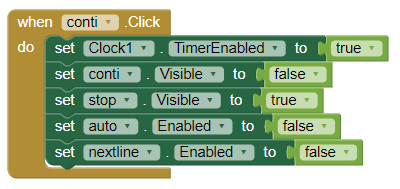 when conti .Click
do set Clock1 . TimerEnabled to true
set conti . Visible to false
set stop . Visible to true
set auto . Enabled to false
set nextline . Enabled to false